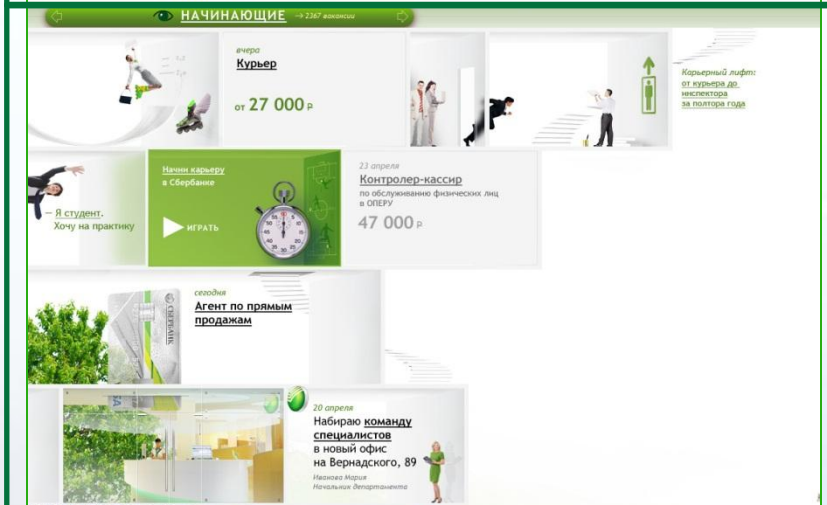 НАЧИНАЮЩИЕ → 2367 вакансии
вчера
Курьер
от 27 000 Р
Карьерный лифт:
от курьера до
инспектора
за полтора года
– Я студент.
Хочу на практику
Начни карьеру
в Сбербанке
ИГРАТЬ
23 апреля
Контролер-кассир
по обслуживанию физических лиц
в ОПЕРУ
47 000 Р
сегодня
Агент по прямым
продажам
СБЕРБАНК
20 апреля
Набираю команду
специалистов
в новый офис
на Вернадского, 89
Иванова Мария
Начальник департамента